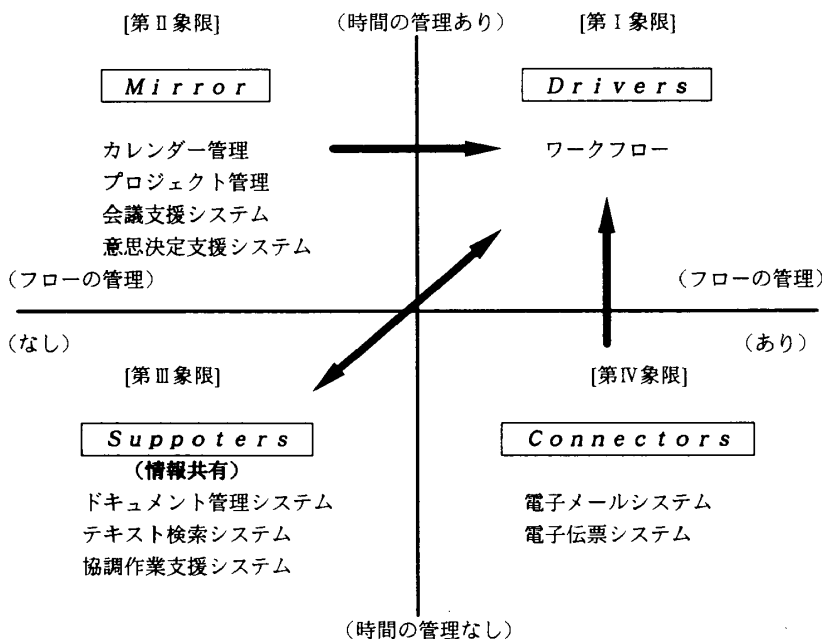 [第Ⅱ象限]
(時間の管理あり)
[第Ⅰ象限]
Mirror
Drivers
カレンダー管理
プロジェクト管理
会議支援システム
意思決定支援システム
ワークフロー
(フローの管理)
(フローの管理)
(なし)
(あり)
[第Ⅲ象限]
[第Ⅳ象限]
Suppoters
(情報共有)
ドキュメント管理システム
テキスト検索システム
協調作業支援システム
Connectors
電子メールシステム
電子伝票システム
(時間の管理なし)